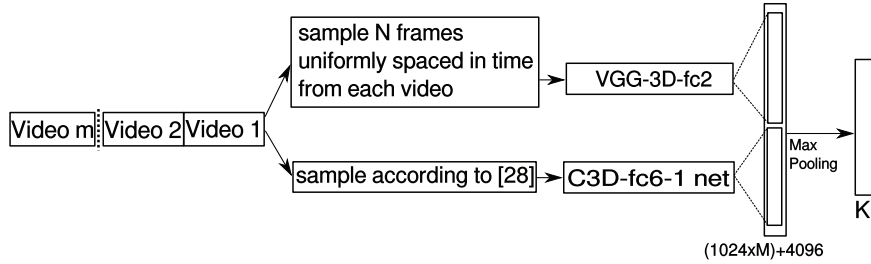 sample N frames
uniformly spaced in time
from each video
VGG-3D-fc2
Video m Video 2 Video 1
Max
Pooling
sample according to [28]
C3D-fc6-1 net
K
(1024xM)+4096